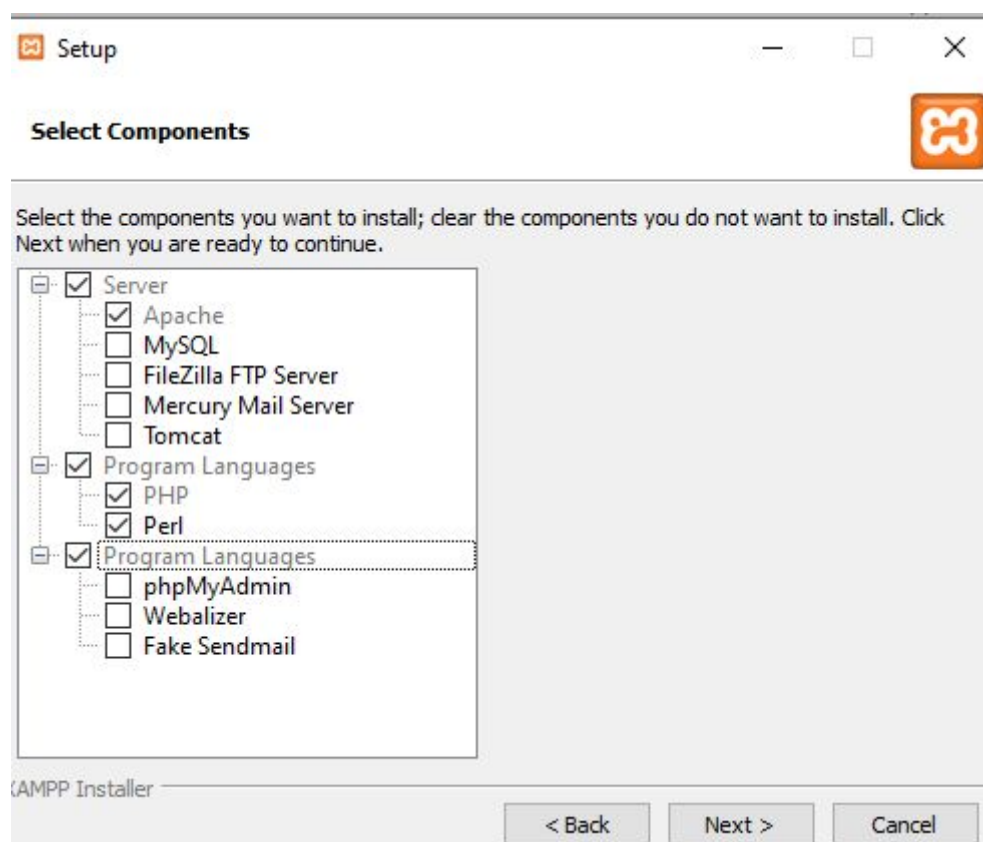 Setup
Select Components
Select the components you want to install; clear the components you do not want to install. Click
Next when you are ready to continue.
Server
Apache
MySQL
FileZilla FTP Server
Mercury Mail Server
Tomcat
Program Languages
PHP
Perl
Program Languages
phpMyAdmin
Webalizer
Fake Sendmail
XAMPP Installer
< Back Next > Cancel